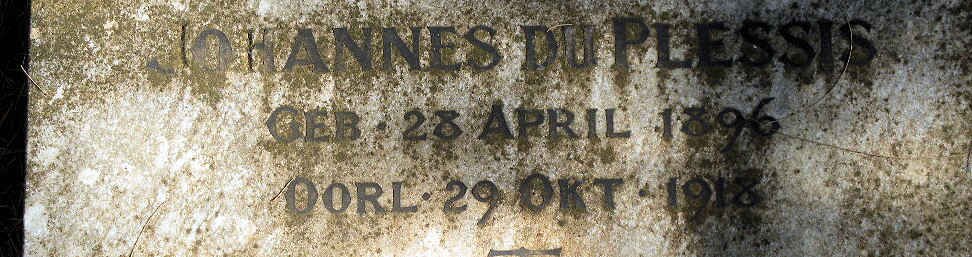 JOHANNES DU PLESSIS
GEB · 28 APRIL 1896
OORL · 29 OKT · 1918